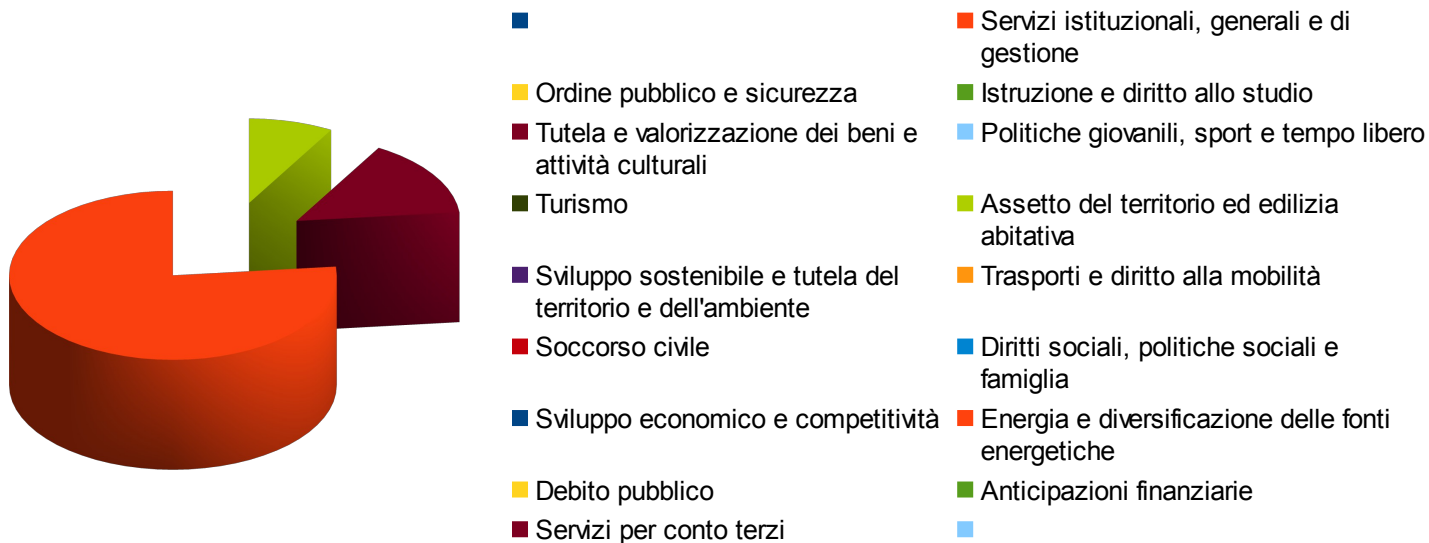 Servizi istituzionali, generali e di
gestione
Ordine pubblico e sicurezza
Istruzione e diritto allo studio
Tutela e valorizzazione dei beni e
attività culturali
Politiche giovanili, sport e tempo libero
Turismo
Assetto del territorio ed edilizia
abitativa
Sviluppo sostenibile e tutela del
territorio e dell'ambiente
Trasporti e diritto alla mobilità
Soccorso civile
Diritti sociali, politiche sociali e
famiglia
Sviluppo economico e competitività
Energia e diversificazione delle fonti
energetiche
Debito pubblico
Anticipazioni finanziarie
Servizi per conto terzi